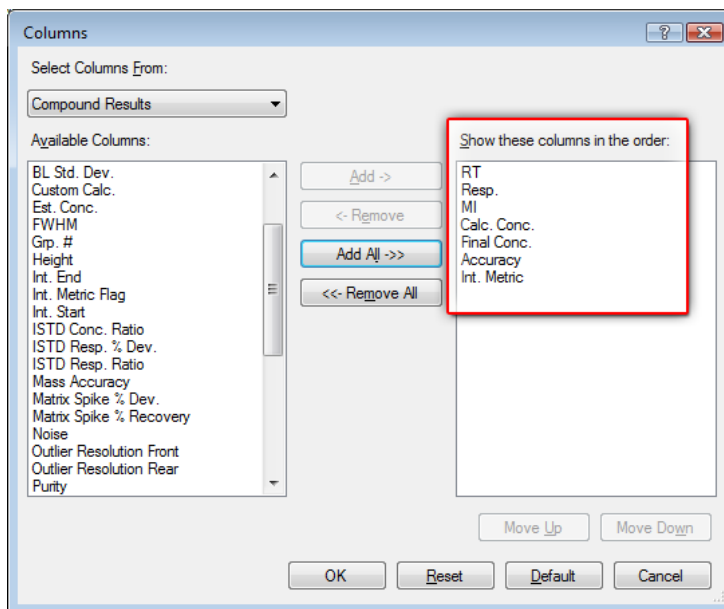 Columns
Select Columns From:
Compound Results
Available Columns:
BL Std. Dev.
Custom Calc.
Est. Conc.
FWHM
Grp. #
Height
Int. End
Int. Metric Flag
Int. Start
ISTD Conc. Ratio
ISTD Resp. % Dev.
ISTD Resp. Ratio
Mass Accuracy
Matrix Spike % Dev.
Matrix Spike % Recovery
Noise
Outlier Resolution Front
Outlier Resolution Rear
Purity
Add ->
<- Remove
Add All ->>
<<- Remove All
Show these columns in the order:
RT
Resp.
MI
Calc. Conc.
Final Conc.
Accuracy
Int. Metric
Move Up
Move Down
OK
Reset
Default
Cancel